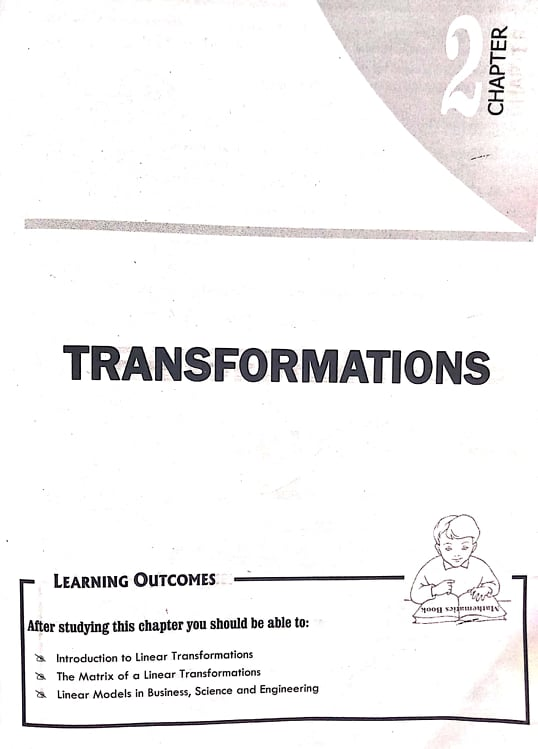 2
CHAPTER
TRANSFORMATIONS
LEARNING OUTCOMES
After studying this chapter you should be able to:
Introduction to Linear Transformations
The Matrix of a Linear Transformations
Linear Models in Business, Science and Engineering
Mathematics Book